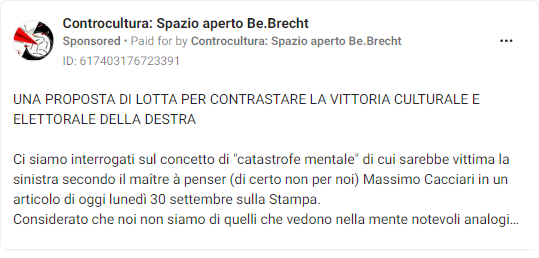 Controcultura: Spazio aperto Be.Brecht
Sponsored • Paid for by Controcultura: Spazio aperto Be.Brecht
ID: 617403176723391
UNA PROPOSTA DI LOTTA PER CONTRASTARE LA VITTORIA CULTURALE E
ELETTORALE DELLA DESTRA
Ci siamo interrogati sul concetto di "catastrofe mentale" di cui sarebbe vittima la
sinistra secondo il maître à penser (di certo non per noi) Massimo Cacciari in un
articolo di oggi lunedì 30 settembre sulla Stampa.
Considerato che noi non siamo di quelli che vedono nella mente notevoli analogi...